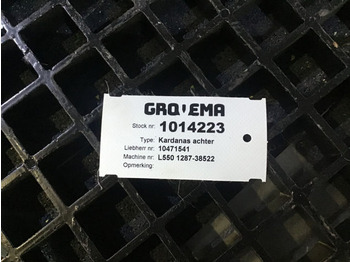 GROEMA
Stock nr: 1014223
Type: Kardanas achter
Liebherr nr: 10471541
Machine nr: L550 1287-38522
Opmerking: